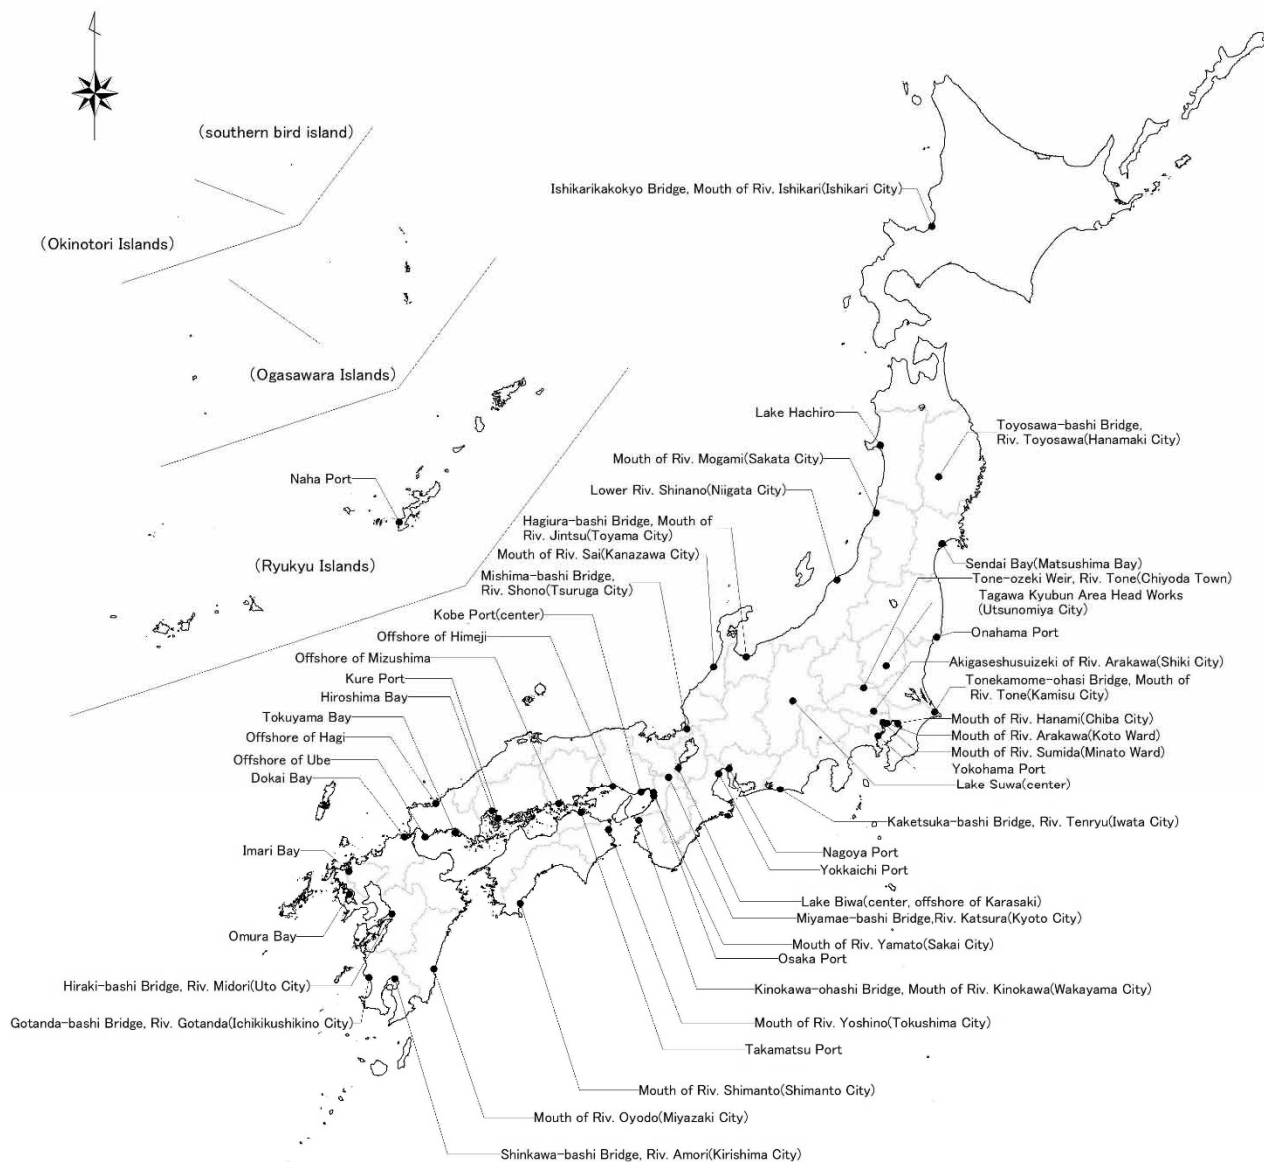 (southern bird island)
Ishikarikakokyo Bridge, Mouth of Riv. Ishikari(Ishikari City)
(Okinotori Islands)
(Ogasawara Islands)
Lake Hachiro
Toyosawa-bashi Bridge,
Riv. Toyosawa(Hanamaki City)
Mouth of Riv. Mogami(Sakata City)
Naha Port
Lower Riv. Shinano(Niigata City)
Hagiura-bashi Bridge, Mouth of
Riv. Jintsu(Toyama City)
Mouth of Riv. Sai(Kanazawa City)
(Ryukyu Islands)
Mishima-bashi Bridge,
Riv. Shono(Tsuruga City)
Sendai Bay(Matsushima Bay)
Tone-ozeki Weir, Riv. Tone(Chiyoda Town)
Tagawa Kyubun Area Head Works
(Utsunomiya City)
Kobe Port(center)
Onahama Port
Offshore of Himeji
Offshore of Mizushima
Akigaseshusuizeki of Riv. Arakawa(Shiki City)
Kure Port
Tonekamome-ohasi Bridge, Mouth of
Riv. Tone(Kamisu City)
Hiroshima Bay
Tokuyama Bay
Mouth of Riv. Hanami(Chiba City)
Offshore of Hagi
Mouth of Riv. Arakawa(Koto Ward)
Offshore of Ube
Mouth of Riv. Sumida(Minato Ward)
Dokai Bay
Yokohama Port
Lake Suwa(center)
Kaketsuka-bashi Bridge, Riv. Tenryu(Iwata City)
Imari Bay
Nagoya Port
Yokkaichi Port
Lake Biwa(center, offshore of Karasaki)
Miyamae-bashi Bridge,Riv. Katsura(Kyoto City)
Omura Bay
Mouth of Riv. Yamato(Sakai City)
Osaka Port
Hiraki-bashi Bridge, Riv. Midori(Uto City)
Kinokawa-ohashi Bridge, Mouth of Riv. Kinokawa(Wakayama City)
Gotanda-bashi Bridge, Riv. Gotanda(Ichikikushikino City)
Mouth of Riv. Yoshino(Tokushima City)
Takamatsu Port
Mouth of Riv. Shimanto(Shimanto City)
Mouth of Riv. Oyodo(Miyazaki City)
Shinkawa-bashi Bridge, Riv. Amori(Kirishima City)